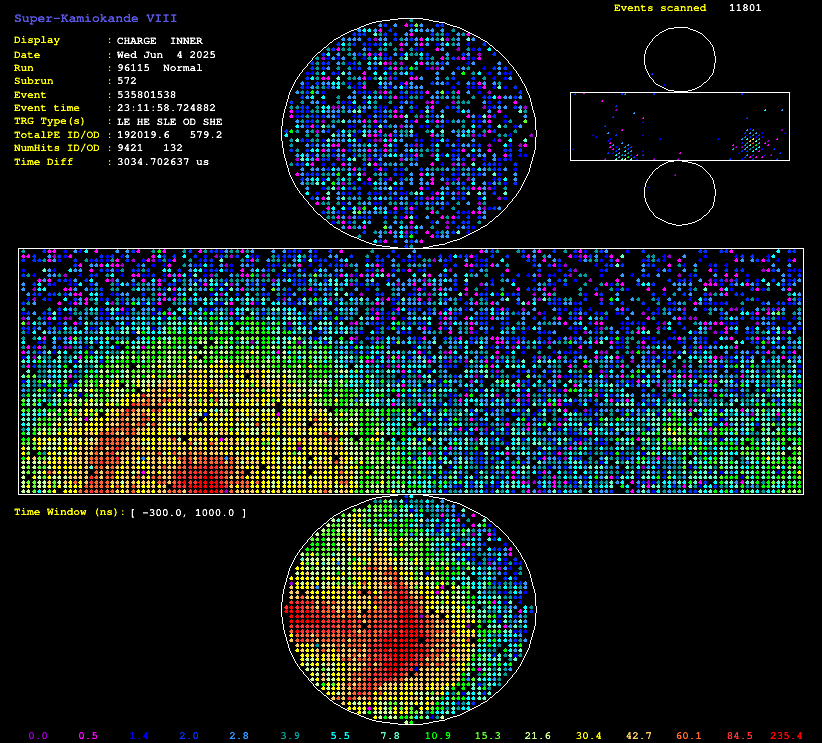 Super-Kamiokande VIII
Events scanned 11801
Display : CHARGE INNER
Date : Wed Jun 4 2025
Run : 96115 Normal
Subrun : 572
Event : 535801538
Event time : 23:11:58.724882
TRG Type(s) : LE HE SLE OD SHE
TotalPE ID/OD : 192019.6 579.2
NumHits ID/OD : 9421 132
Time Diff : 3034.702637 us
Time Window (ns): [ -300.0, 1000.0 ]
0.0 0.5 1.4 2.0 2.8 3.9 5.5 7.8 10.9 15.3 21.6 30.4 42.7 60.1 84.5 235.4